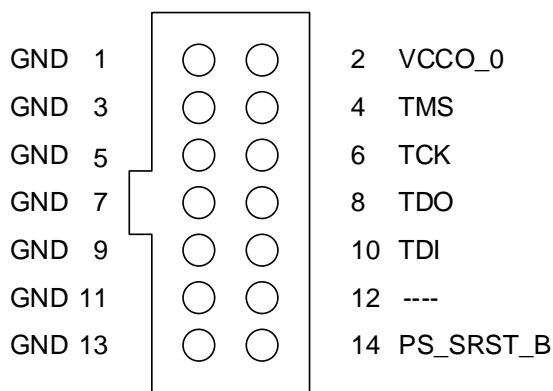 GND 1 2 VCCO_0
GND 3 4 TMS
GND 5 6 TCK
GND 7 8 TDO
GND 9 10 TDI
GND 11 12 ----
GND 13 14 PS_SRST_B